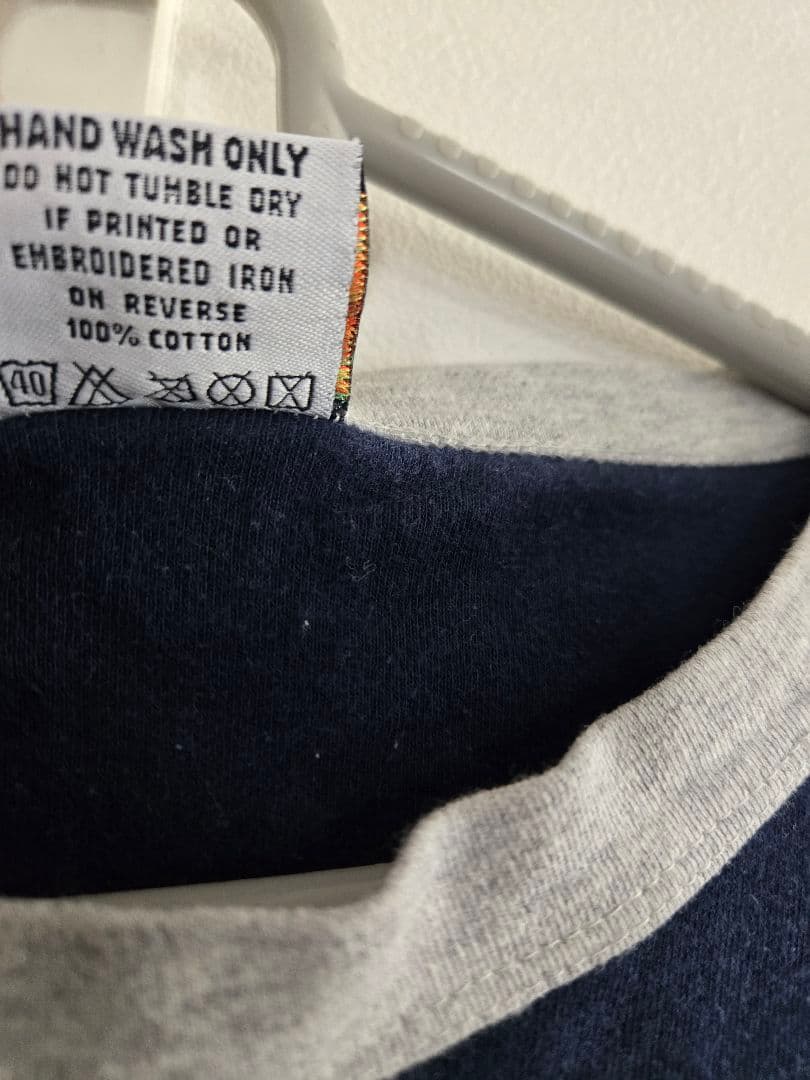 HAND WASH ONLY
DO NOT TUMBLE DRY
IF PRINTED OR
EMBROIDERED IRON
ON REVERSE
100% COTTON
40